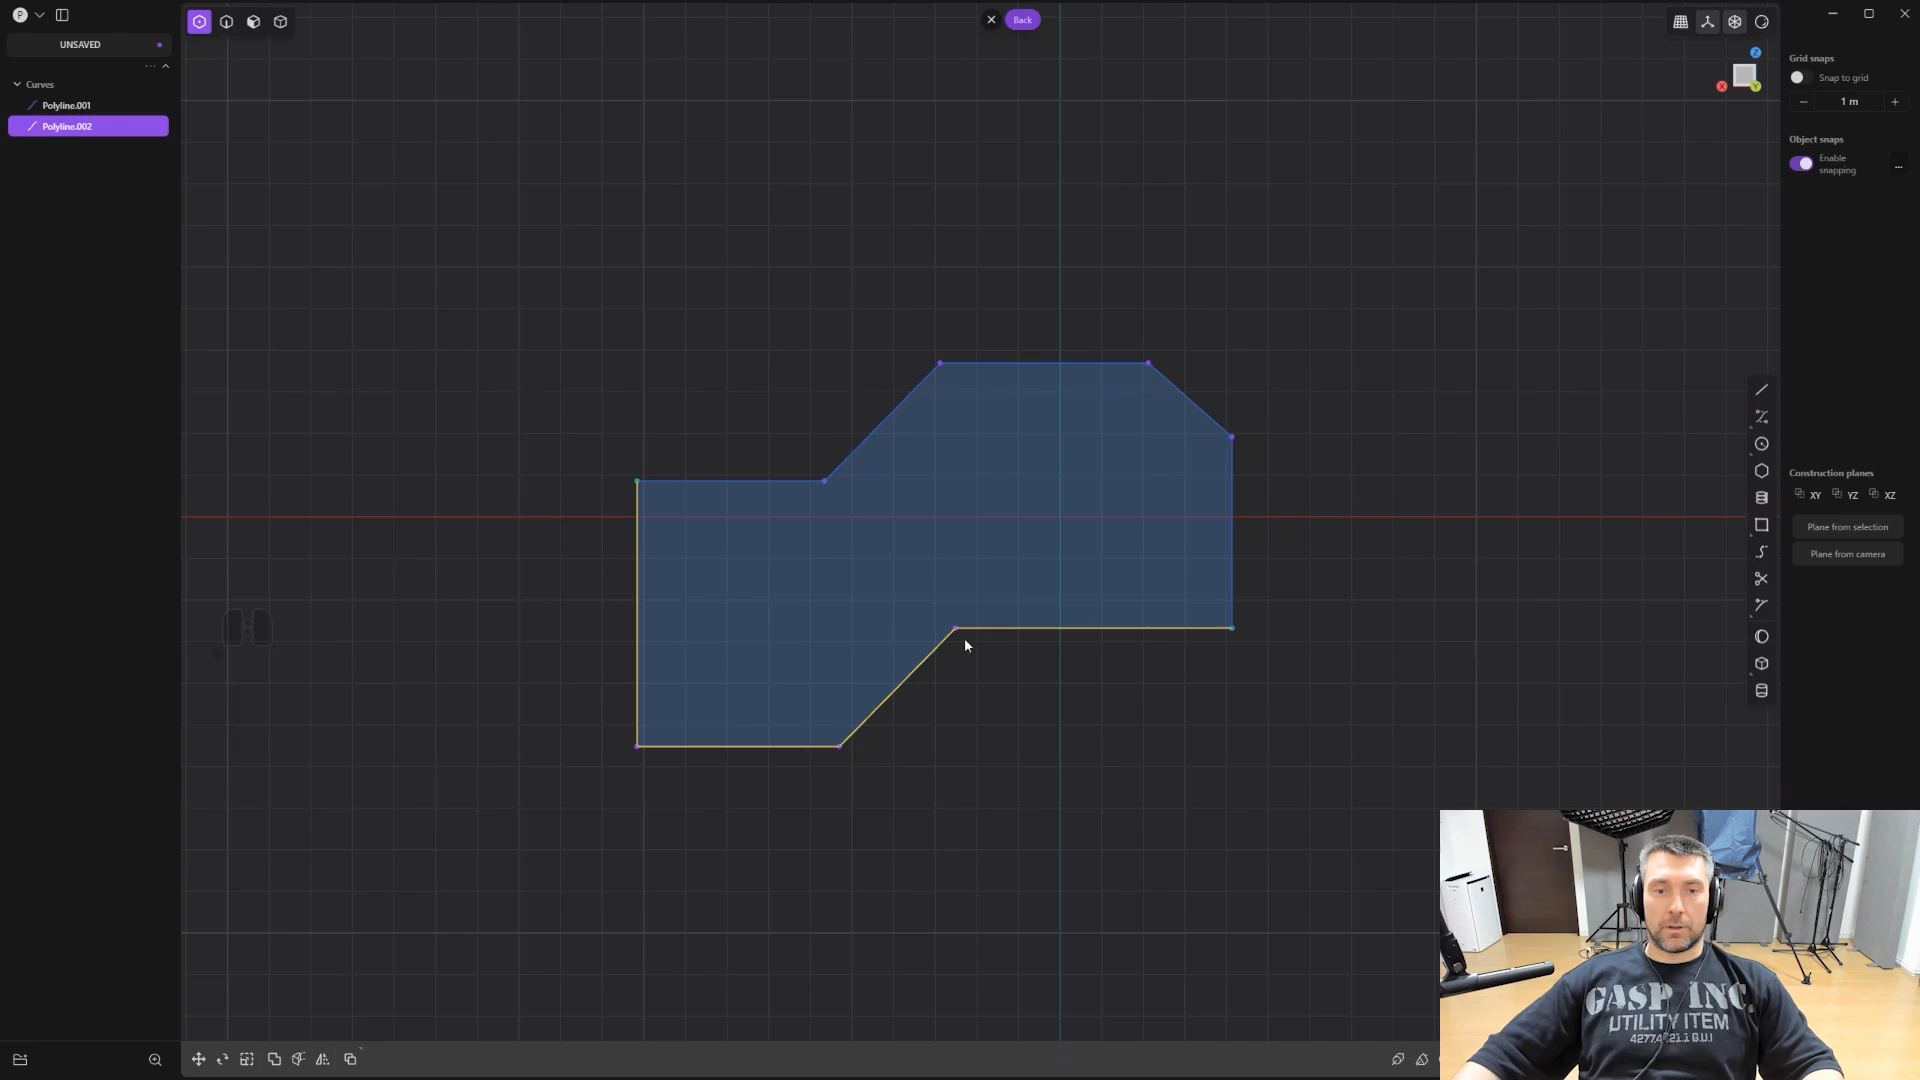 P
UNSAVED
Curves
Polyline.001
Polyline.002
Back
Z
X
Y
Grid snaps
Snap to grid
1 m
Object snaps
Enable
snapping
Construction planes
XY
YZ
XZ
Plane from selection
Plane from camera
GASP INC.
UTILITY ITEM